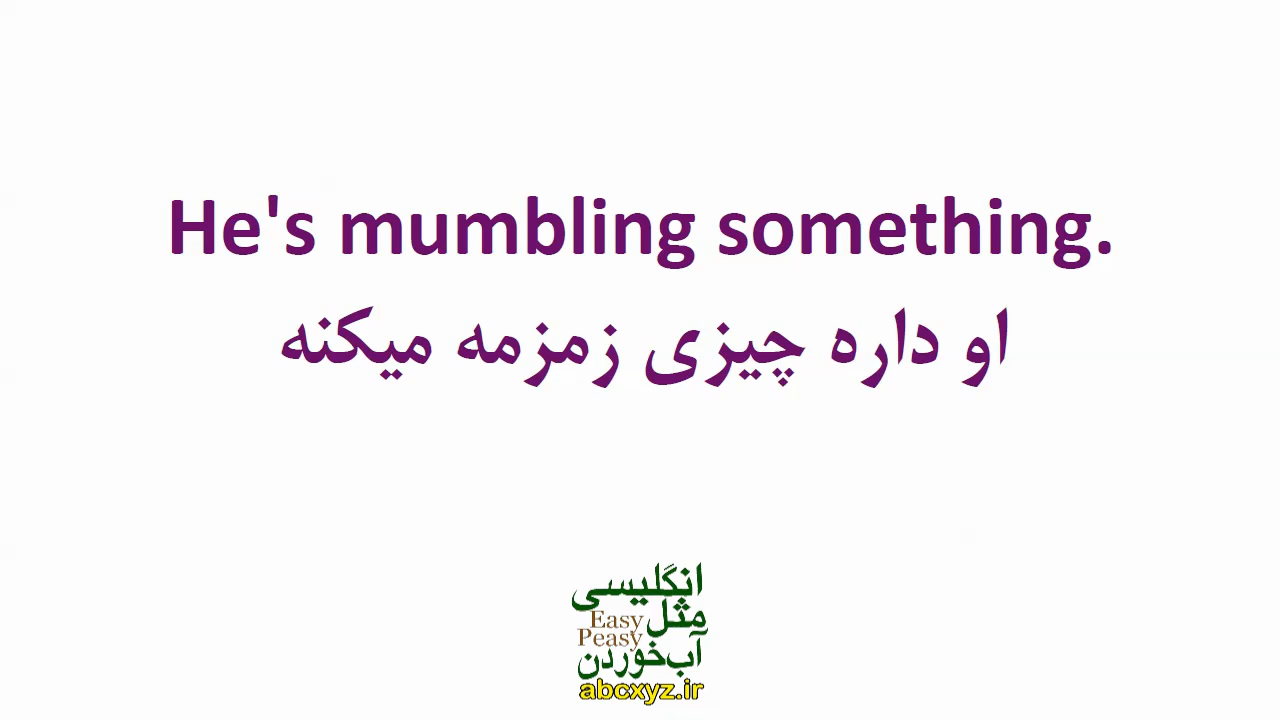 He's mumbling something.
او داره چیزی زمزمه میکنه
انگلیسی
مثل
Easy
Peasy
آب‌خوردن
abcxyz.ir